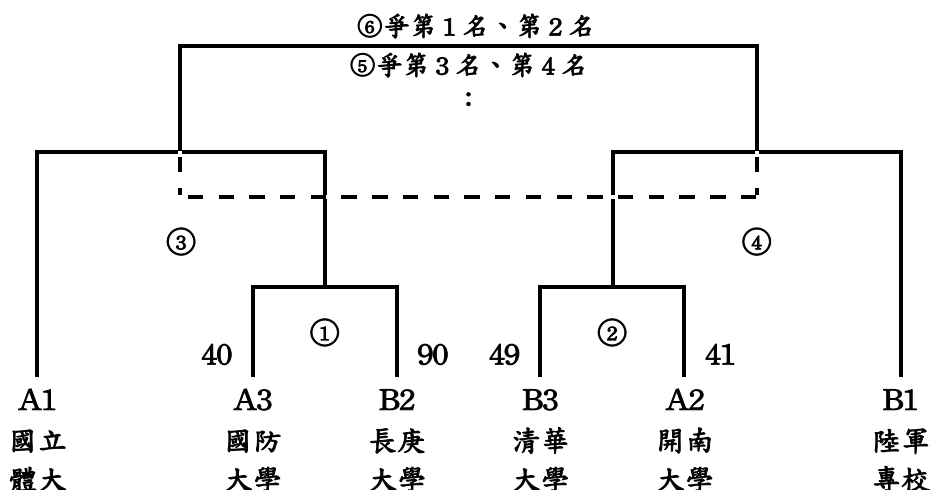 ⑥爭第1名、第2名
⑤爭第3名、第4名
:
③ ④
① ②
40 90 49 41
A1 A3 B2 B3 A2 B1
國立 國防 長庚 清華 開南 陸軍
體大 大學 大學 大學 大學 專校